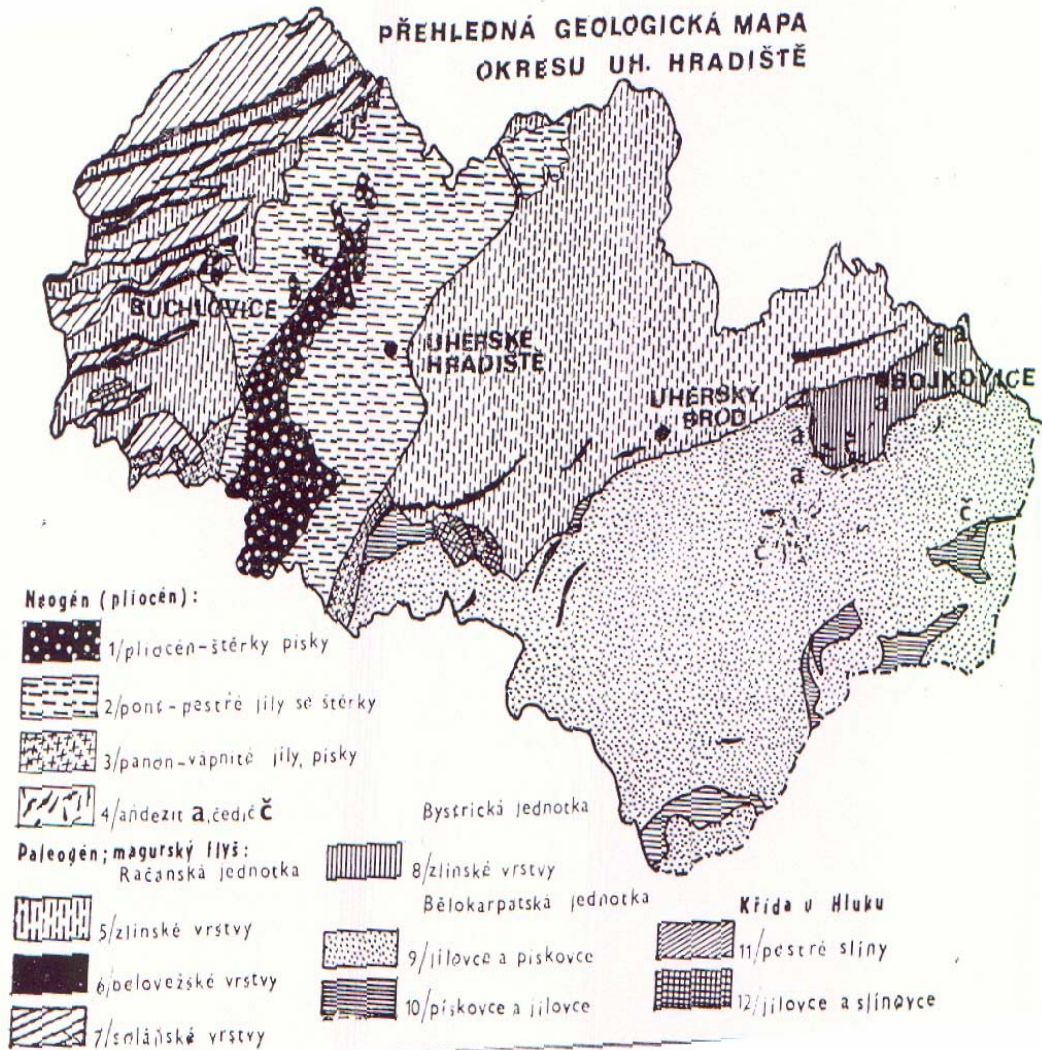 PŘEHLEDNÁ GEOLOGICKÁ MAPA
OKRESU UH. HRADIŠTĚ
BUCHLOVICE
UHERSKÉ
HRADIŠTĚ
UHERSKÝ
BROD
BOJKOVICE
č a
a
a
a
č
č
Neogén (pliocén):
1/pliocén-štěrky písky
2/pont-pestré jíly se štěrky
3/panon-vápnité jíly, písky
4/andezit a, čedič č
Paleogén; magurský flyš:
Račanská jednotka
5/zlínské vrstvy
6/belovežské vrstvy
7/soláňské vrstvy
Bystrická jednotka
8/zlínské vrstvy
Bělokarpatská jednotka
9/jílovce a pískovce
10/pískovce a jílovce
Křída v Hluku
11/pestré slíny
12/jílovce a slínovce